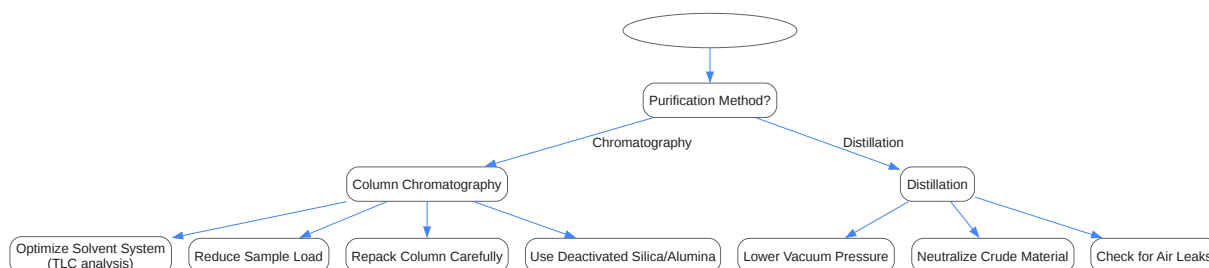 Purification Method?
Chromatography
Distillation
Column Chromatography
Distillation
Optimize Solvent System
(TLC analysis)
Reduce Sample Load
Repack Column Carefully
Use Deactivated Silica/Alumina
Lower Vacuum Pressure
Neutralize Crude Material
Check for Air Leaks